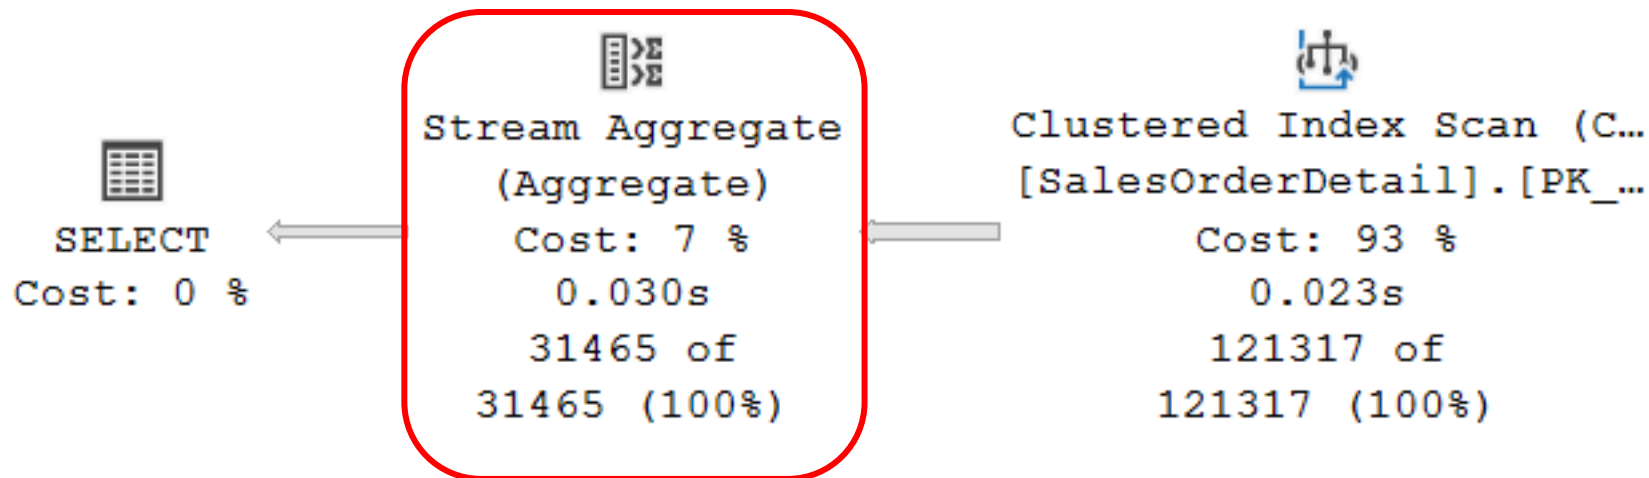 SELECT
Cost: 0 %
Stream Aggregate
(Aggregate)
Cost: 7 %
0.030s
31465 of
31465 (100%)
Clustered Index Scan (C…
[SalesOrderDetail].[PK_…
Cost: 93 %
0.023s
121317 of
121317 (100%)